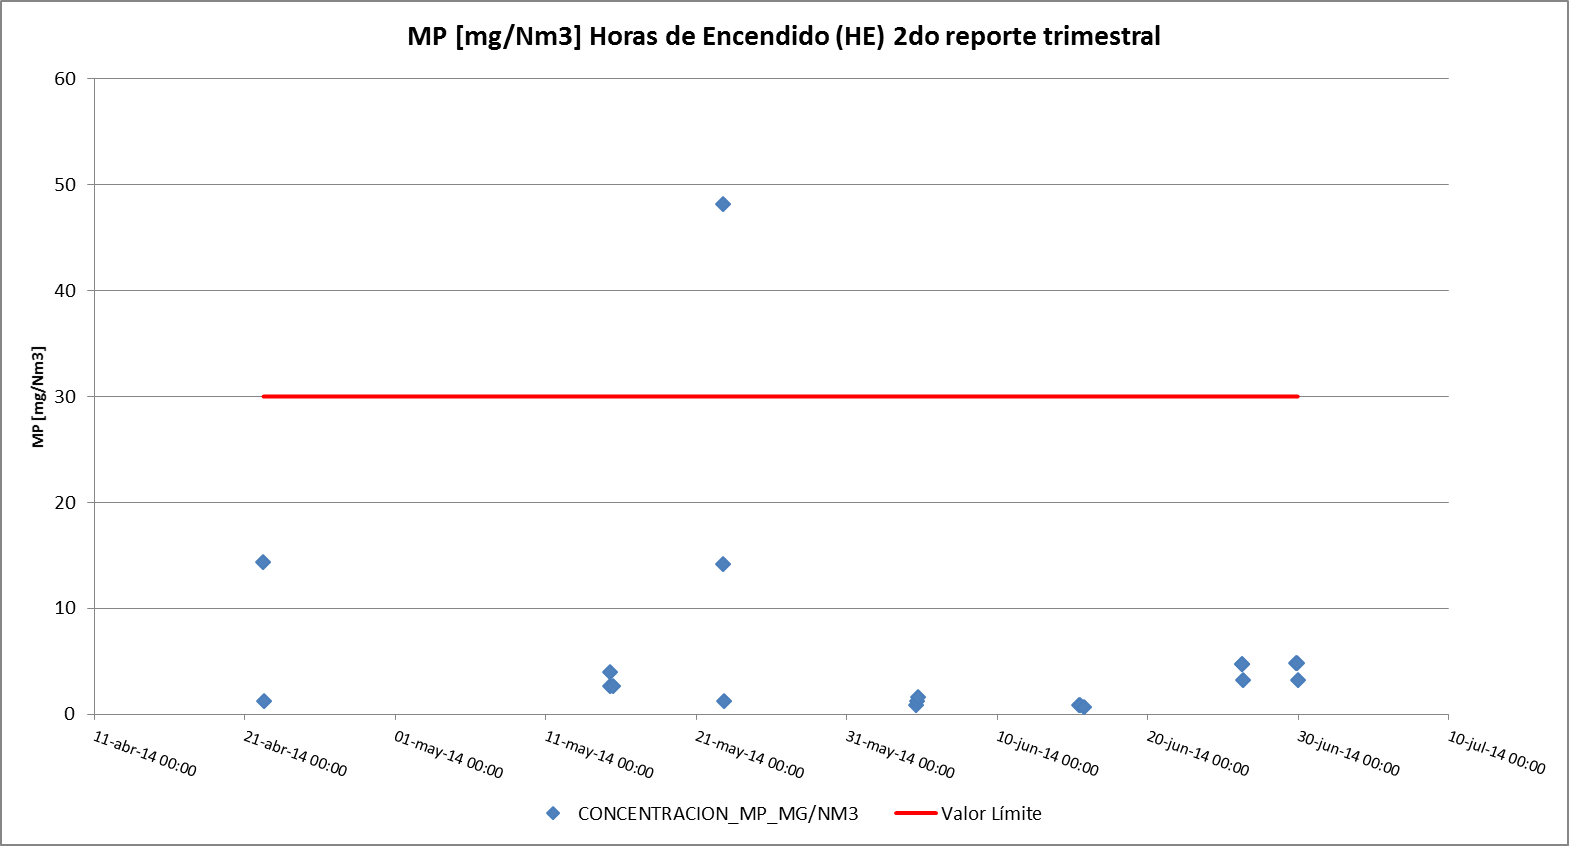 MP [mg/Nm3] Horas de Encendido (HE) 2do reporte trimestral
60
50
40
30
20
10
0
MP [mg/Nm3]
11-abr-14 00:00
21-abr-14 00:00
01-may-14 00:00
11-may-14 00:00
21-may-14 00:00
31-may-14 00:00
10-jun-14 00:00
20-jun-14 00:00
30-jun-14 00:00
10-jul-14 00:00
CONCENTRACION_MP_MG/NM3
Valor Límite